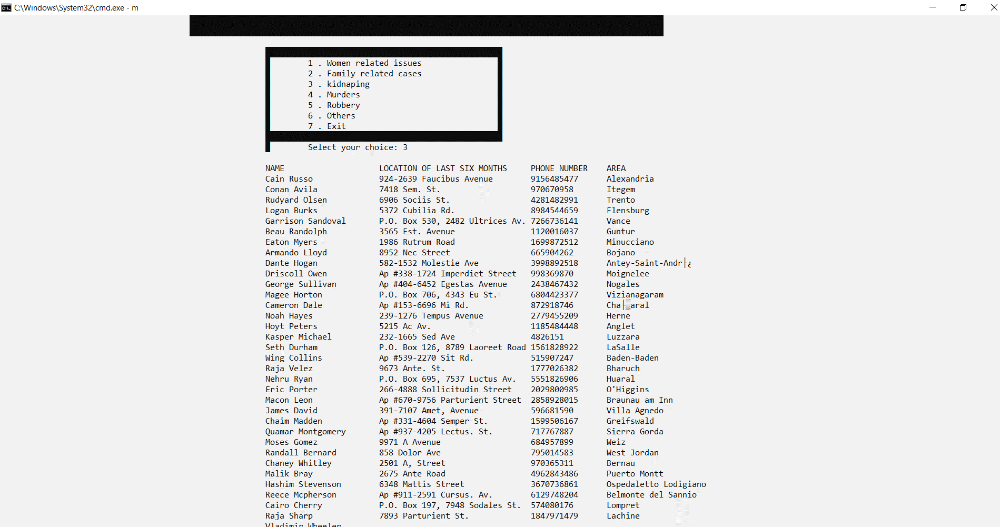 C:\Windows\System32\cmd.exe - m
1 . Women related issues
2 . Family related cases
3 . kidnaping
4 . Murders
5 . Robbery
6 . Others
7 . Exit
Select your choice: 3
NAME LOCATION OF LAST SIX MONTHS PHONE NUMBER AREA
Cain Russo 924-2639 Faucibus Avenue 9156485477 Alexandria
Conan Avila 7418 Sem. St. 970670958 Itegem
Rudyard Olsen 6906 Sociis St. 4281482991 Trento
Logan Burks 5372 Cubilia Rd. 8984544659 Flensburg
Garrison Sandoval P.O. Box 530, 2482 Ultrices Av. 7266736141 Vance
Beau Randolph 3565 Est. Avenue 1120016037 Guntur
Eaton Myers 1986 Rutrum Road 1699872512 Minucciano
Armando Lloyd 8952 Nec Street 665904262 Bojano
Dante Hogan 582-1532 Molestie Ave 3998892518 Antey-Saint-Andr├¿
Driscoll Owen Ap #338-1724 Imperdiet Street 998369870 Moignelee
George Sullivan Ap #404-6452 Egestas Avenue 2438467432 Nogales
Magee Horton P.O. Box 706, 4343 Eu St. 6804423377 Vizianagaram
Cameron Dale Ap #153-6696 Mi Rd. 872918746 Cha├▒aral
Noah Hayes 239-1276 Tempus Avenue 2779455209 Herne
Hoyt Peters 5215 Ac Av. 1185484448 Anglet
Kasper Michael 232-1665 Sed Ave 4826151 Luzzara
Seth Durham P.O. Box 126, 8789 Laoreet Road 1561828922 LaSalle
Wing Collins Ap #539-2270 Sit Rd. 515907247 Baden-Baden
Raja Velez 9673 Ante. St. 1777026382 Bharuch
Nehru Ryan P.O. Box 695, 7537 Luctus Av. 5551826906 Huaral
Eric Porter 266-4888 Sollicitudin Street 2029800985 O'Higgins
Macon Leon Ap #670-9756 Parturient Street 2858928015 Braunau am Inn
James David 391-7107 Amet, Avenue 596681590 Villa Agnedo
Chaim Madden Ap #331-4604 Semper St. 1599506167 Greifswald
Quamar Montgomery Ap #937-4205 Lectus. St. 717767887 Sierra Gorda
Moses Gomez 9971 A Avenue 684957899 Weiz
Randall Bernard 858 Dolor Ave 795014583 West Jordan
Chaney Whitley 2501 A, Street 970365311 Bernau
Malik Bray 2675 Ante Road 4962843486 Puerto Montt
Hashim Stevenson 6348 Mattis Street 3670736861 Ospedaletto Lodigiano
Reece Mcpherson Ap #911-2591 Cursus. Av. 6129748204 Belmonte del Sannio
Cairo Cherry P.O. Box 197, 7948 Sodales St. 574080176 Lompret
Raja Sharp 7893 Parturient St. 1847971479 Lachine
Vladimir Wheeler